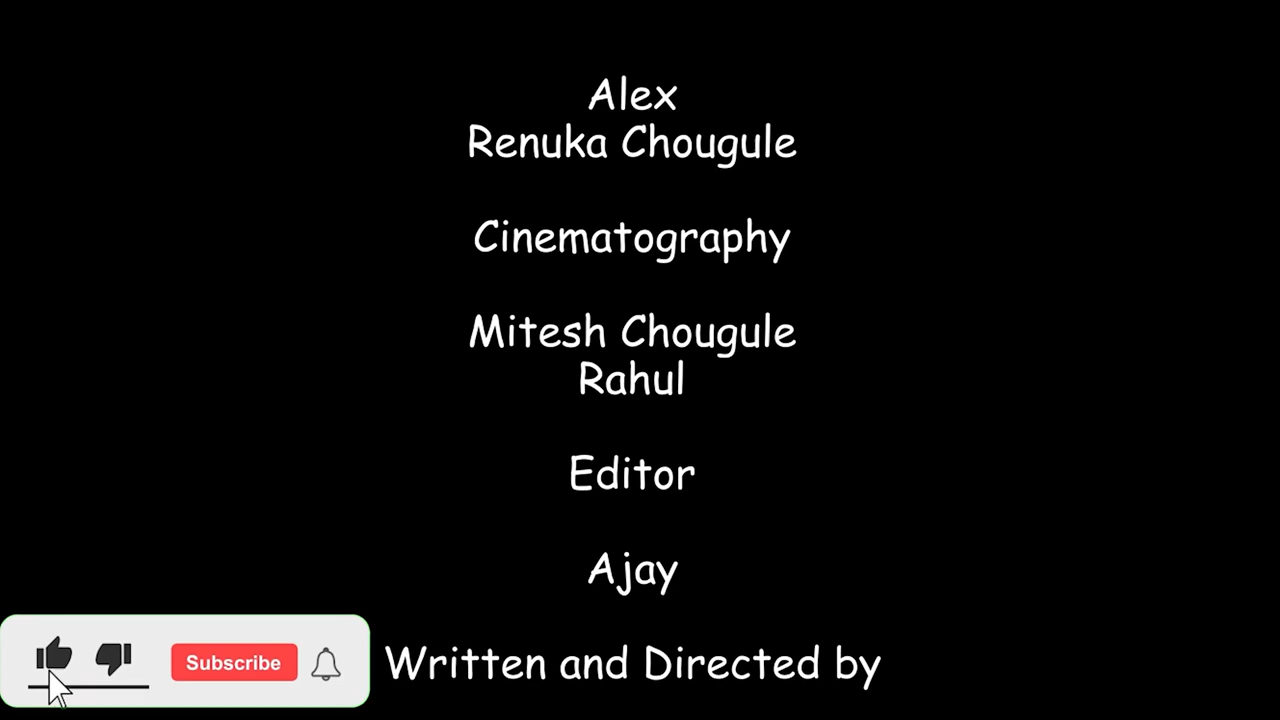 Alex
Renuka Chougule
Cinematography
Mitesh Chougule
Rahul
Editor
Ajay
Subscribe
Written and Directed by